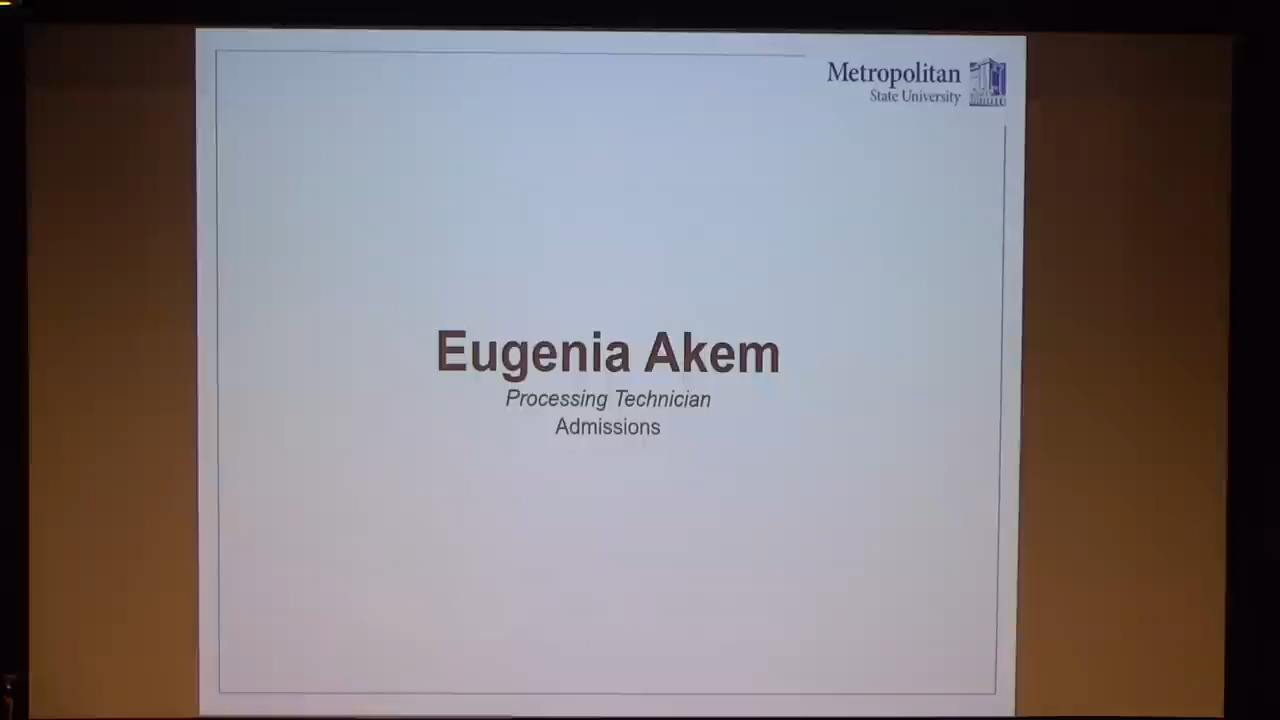 Metropolitan
State University
Eugenia Akem
Processing Technician
Admissions